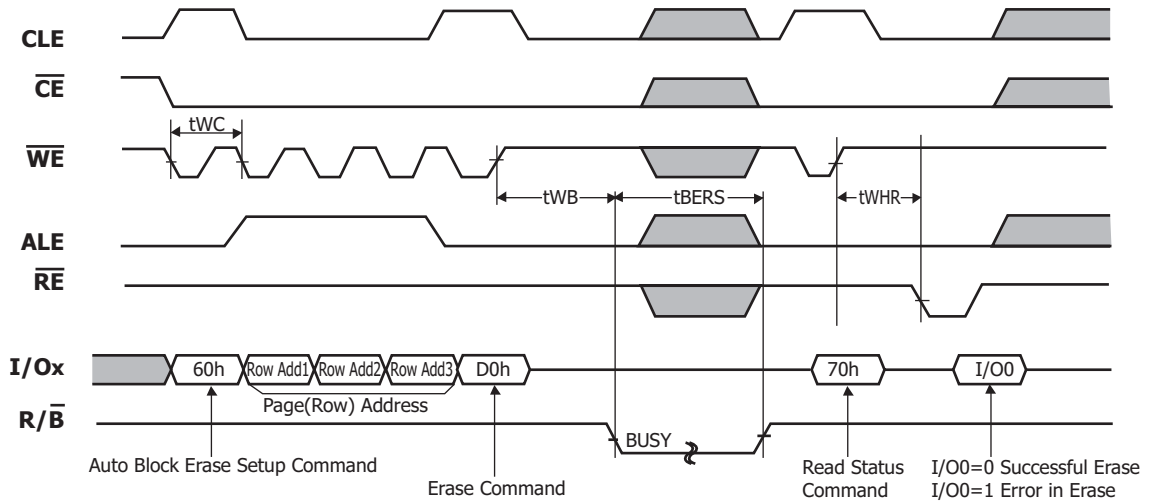 CLE
CE
tWC
WE
tWB
tBERS
tWHR
ALE
RE
I/Ox
60h
Row Add1
Row Add2
Row Add3
D0h
70h
I/O0
Page(Row) Address
R/B
BUSY
Auto Block Erase Setup Command
Erase Command
Read Status
Command
I/O0=0 Successful Erase
I/O0=1 Error in Erase